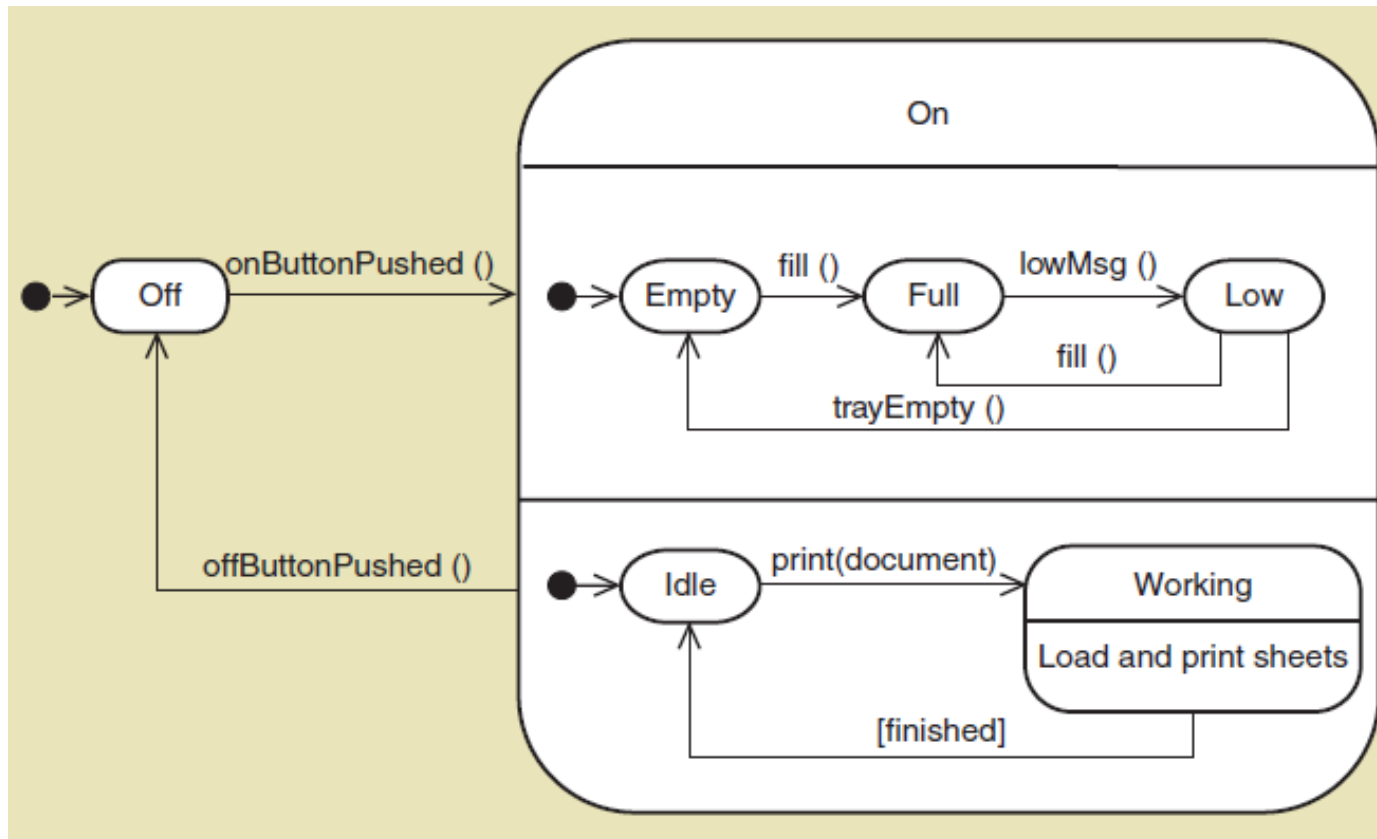 On
onButtonPushed ()
Off
fill ()
lowMsg ()
Empty
Full
Low
fill ()
trayEmpty ()
offButtonPushed ()
print(document)
Idle
Working
Load and print sheets
[finished]